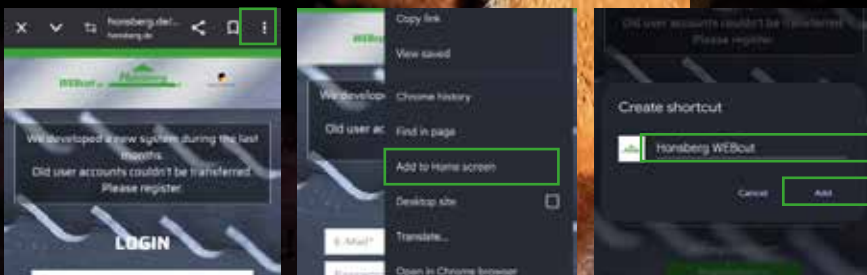 honsberg.de/...
honsberg.de
WEBcut
Honsberg
We developed a new system during the last
months.
Old user accounts couldn't be transferred.
Please register.
LOGIN
Copy link
View saved
Chrome history
Find in page
Add to Home screen
Desktop site
Translate...
Open in Chrome browser
We develop
Old user ac
E-Mail*
Old user accounts couldn't be transferred.
Please register.
Create shortcut
Honsberg WEBcut
Cancel
Add